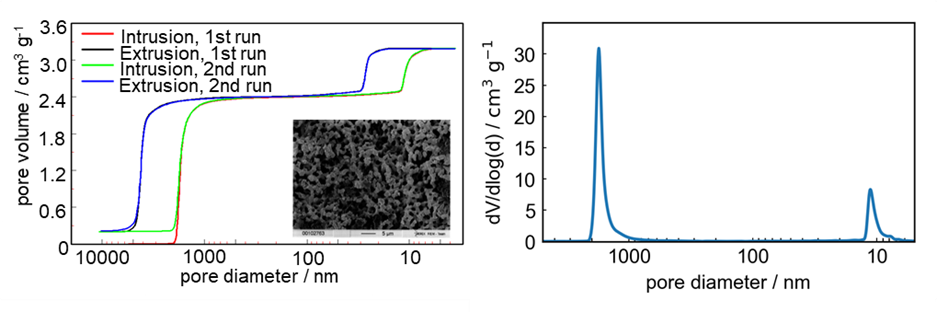 3.6
3.0
2.4
1.8
1.2
0.6
0
pore volume / cm³ g⁻¹
Intrusion, 1st run
Extrusion, 1st run
Intrusion, 2nd run
Extrusion, 2nd run
5 µm
10000 1000 100 10
pore diameter / nm
30
25
20
15
10
5
0
dV/dlog(d) / cm³ g⁻¹
1000 100 10
pore diameter / nm